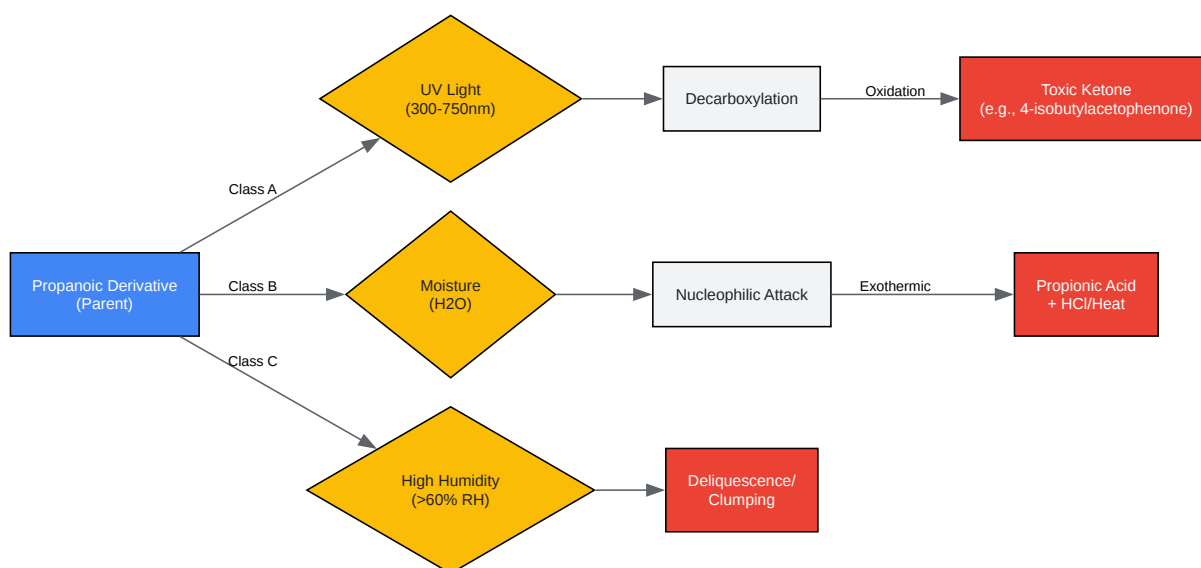 UV Light
(300-750nm)
Decarboxylation
Oxidation
Toxic Ketone
(e.g., 4-isobutylacetophenone)
Class A
Propanoic Derivative
(Parent)
Class B
Moisture
(H2O)
Nucleophilic Attack
Exothermic
Propionic Acid
+ HCl/Heat
Class C
High Humidity
(>60% RH)
Deliquescence/
Clumping